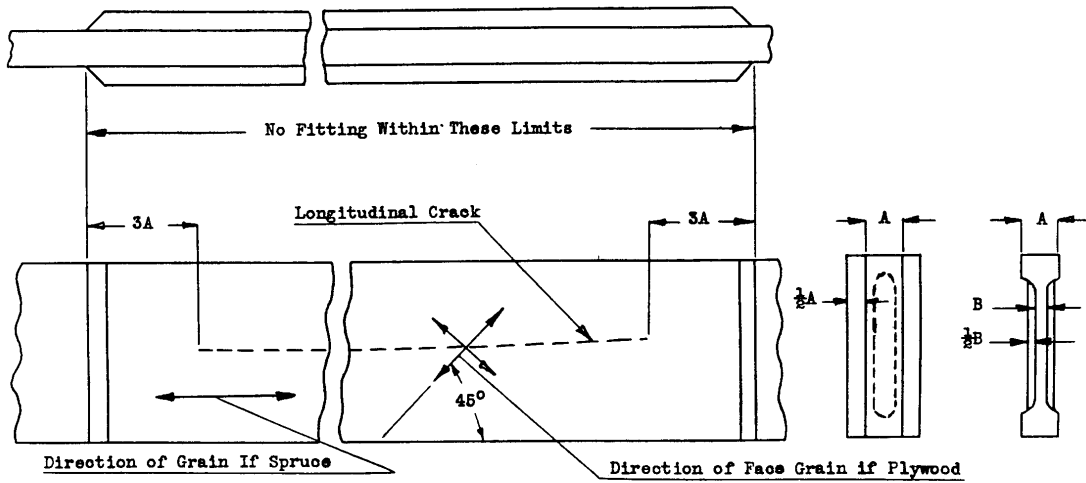 No Fitting Within These Limits
3A
Longitudinal Crack
3A
A
A
½A
B
½B
45°
Direction of Grain If Spruce
Direction of Face Grain if Plywood